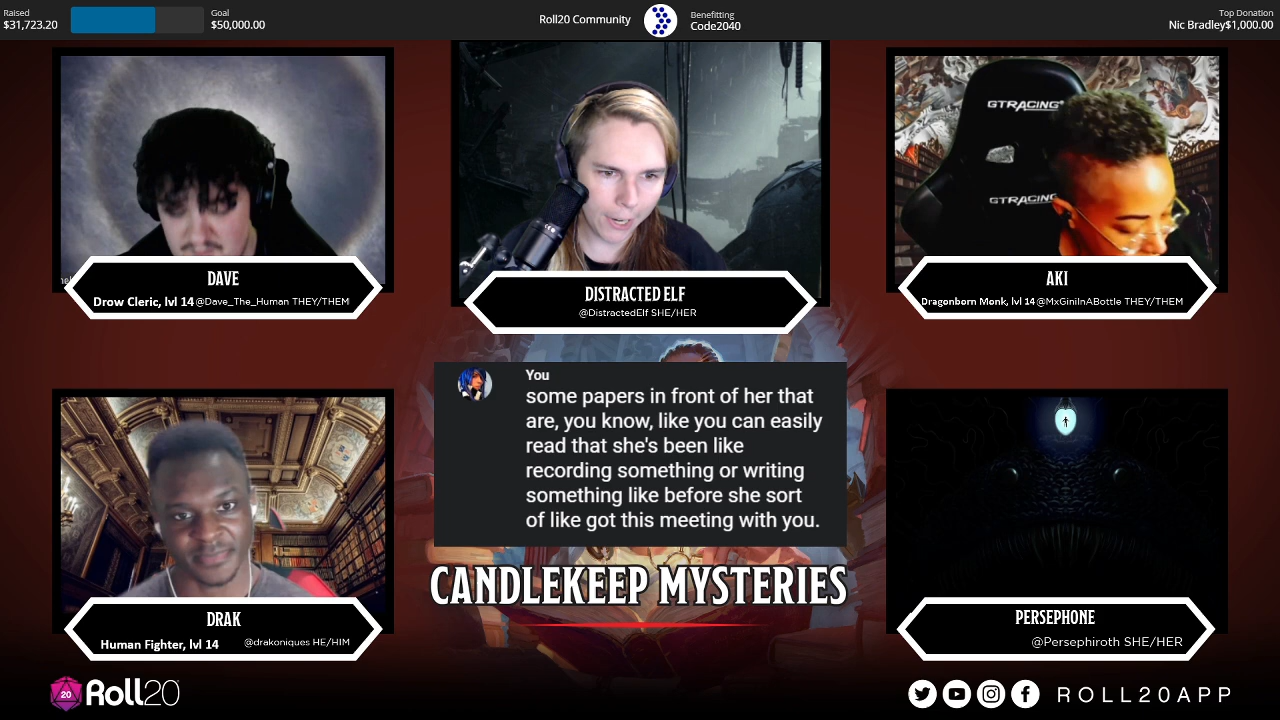 Raised
$31,723.20
Goal
$50,000.00
Roll20 Community
Benefitting
Code2040
Top Donation
Nic Bradley$1,000.00
GTRACING
GTRACING
DAVE
Drow Cleric, lvl 14 @Dave_The_Human THEY/THEM
DISTRACTED ELF
@DistractedElf SHE/HER
AKI
Dragonborn Monk, lvl 14 @MxGiniInABottle THEY/THEM
You
some papers in front of her that
are, you know, like you can easily
read that she's been like
recording something or writing
something like before she sort
of like got this meeting with you.
CANDLEKEEP MYSTERIES
DRAK
Human Fighter, lvl 14 @drakoniques HE/HIM
PERSEPHONE
@Persephiroth SHE/HER
20 Roll20
ROLL20APP